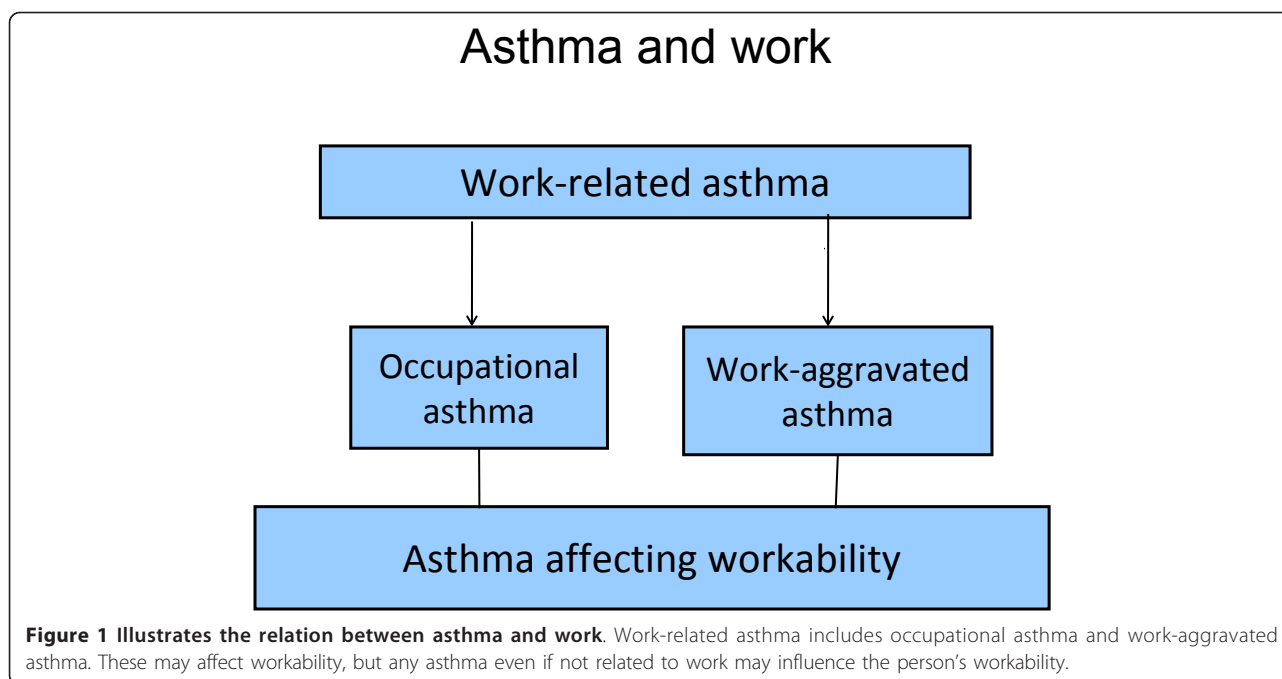 Asthma and work
Work-related asthma
Occupational
asthma
Work-aggravated
asthma
Asthma affecting workability
Figure 1 Illustrates the relation between asthma and work. Work-related asthma includes occupational asthma and work-aggravated
asthma. These may affect workability, but any asthma even if not related to work may influence the person's workability.